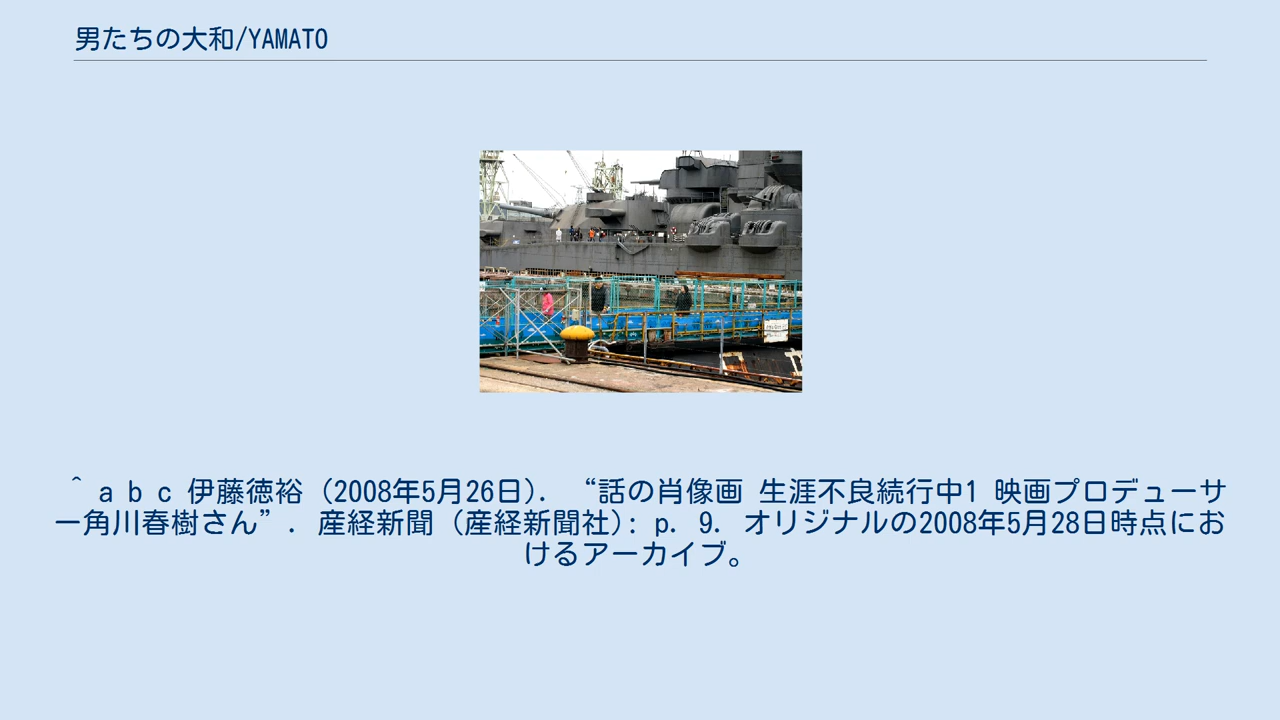 男たちの大和/YAMATO
^ a b c 伊藤徳裕 (2008年5月26日). “話の肖像画 生涯不良続行中1 映画プロデューサ
ー角川春樹さん”. 産経新聞 (産経新聞社): p. 9. オリジナルの2008年5月28日時点にお
けるアーカイブ。